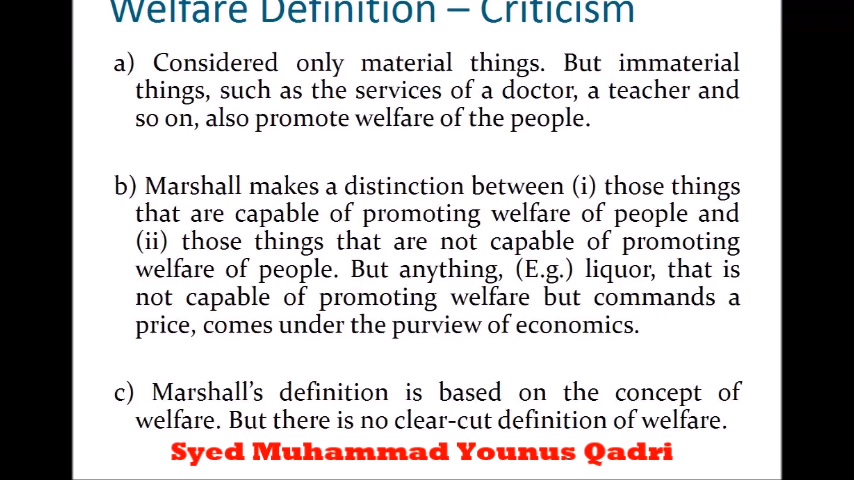 Welfare Definition – Criticism
a) Considered only material things. But immaterial
things, such as the services of a doctor, a teacher and
so on, also promote welfare of the people.
b) Marshall makes a distinction between (i) those things
that are capable of promoting welfare of people and
(ii) those things that are not capable of promoting
welfare of people. But anything, (E.g.) liquor, that is
not capable of promoting welfare but commands a
price, comes under the purview of economics.
c) Marshall's definition is based on the concept of
welfare. But there is no clear-cut definition of welfare.
Syed Muhammad Younus Qadri